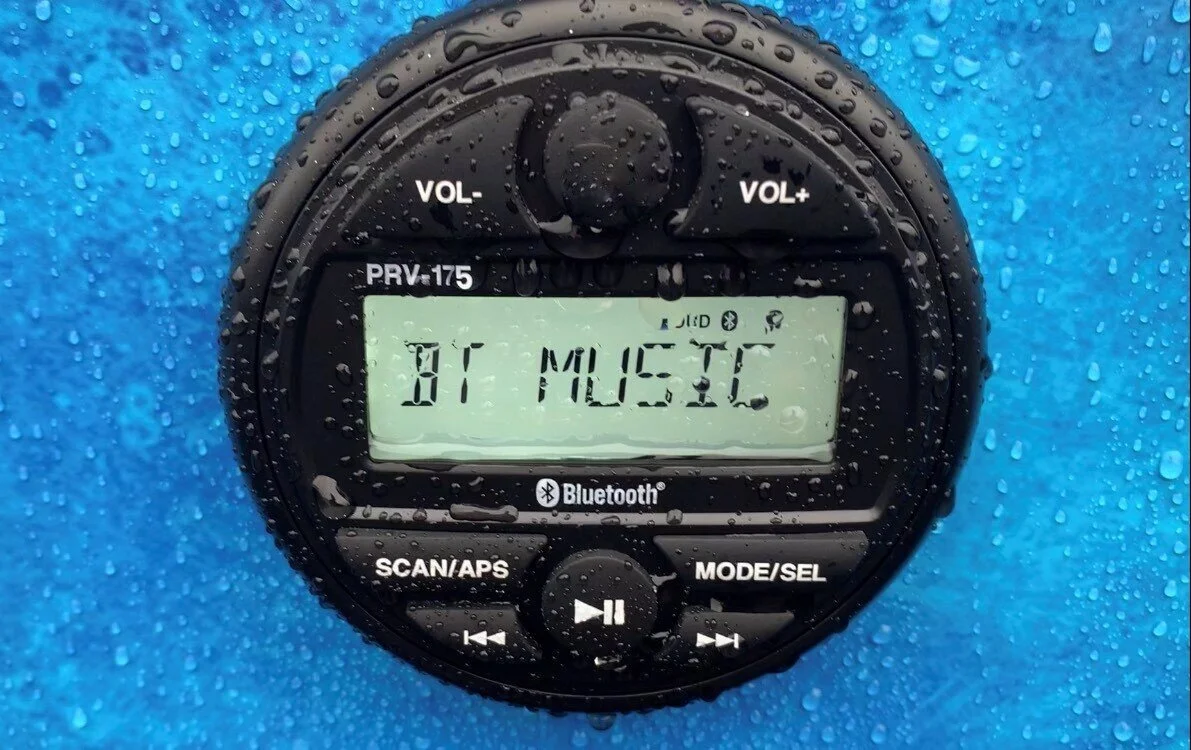 VOL-
VOL+
PRV-175
BT MUSIC
Bluetooth®
SCAN/APS
MODE/SEL